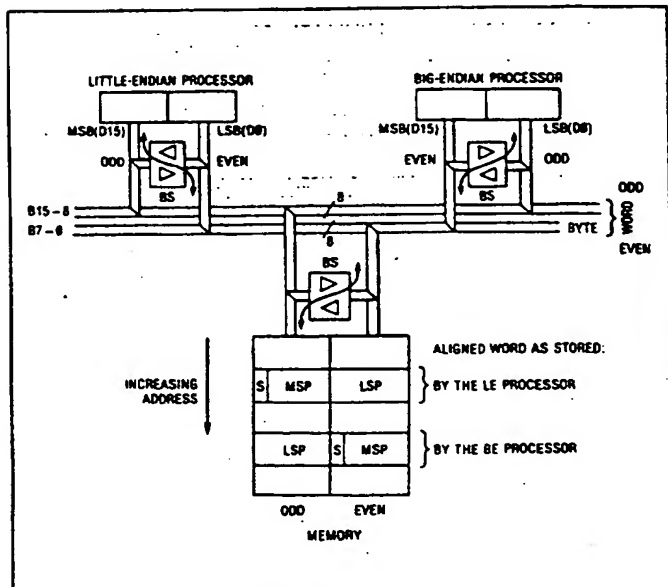 LITTLE-ENDIAN PROCESSOR
BIG-ENDIAN PROCESSOR
MSB(D15)
LSB(D0)
MSB(D15)
LSB(D0)
ODD
EVEN
EVEN
ODD
BS
BS
B15-8
8
ODD
WORD
B7-0
8
BYTE
EVEN
BS
ALIGNED WORD AS STORED:
INCREASING
ADDRESS
S
MSP
LSP
BY THE LE PROCESSOR
LSP
S
MSP
BY THE BE PROCESSOR
ODD
EVEN
MEMORY